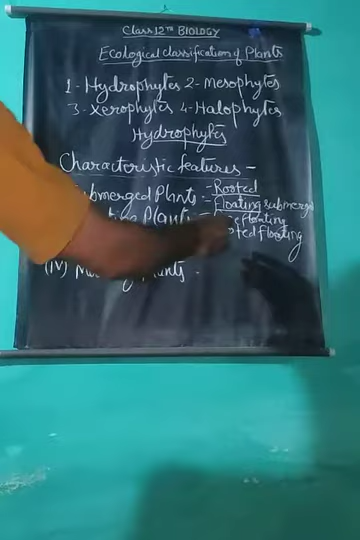 Class 12TH BIOLOGY
Ecological classification of Plants
1 - Hydrophytes 2 - Mesophytes
3 - Xerophytes 4 - Halophytes
Hydrophytes
Characteristic features -
Submerged Plants - Rooted
Floating submerged
Plants - floating
floating
(iv) Plants -